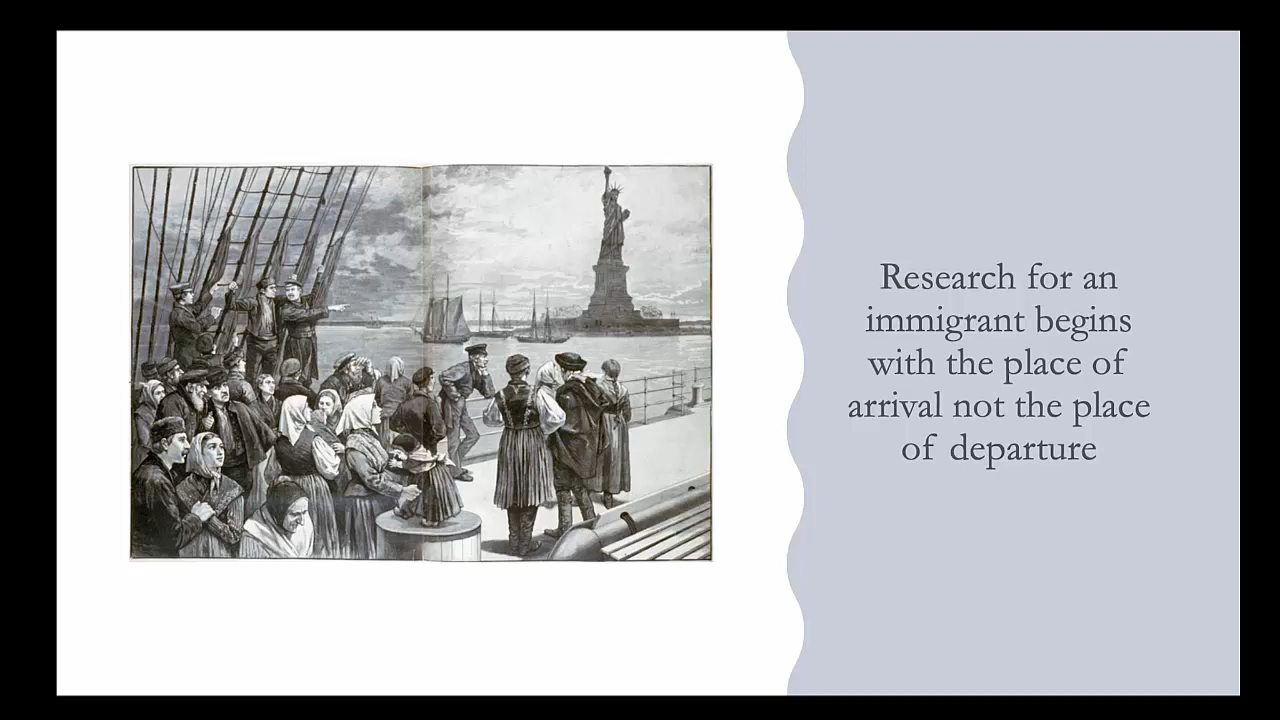 Research for an
immigrant begins
with the place of
arrival not the place
of departure